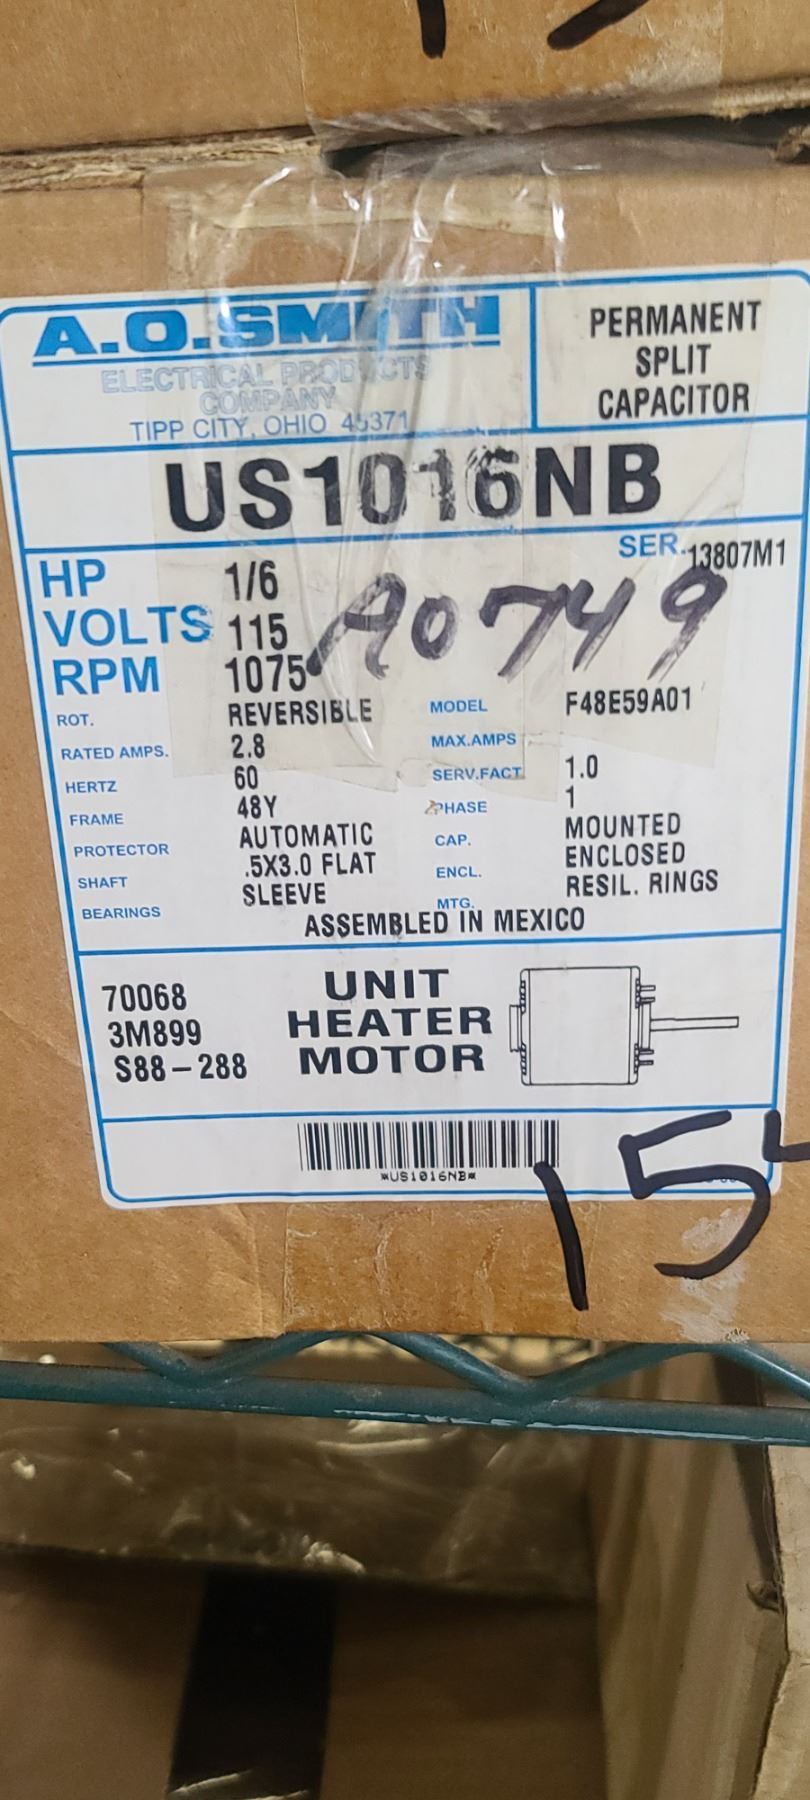 A.O.SMITH
ELECTRICAL PRODUCTS
COMPANY
TIPP CITY, OHIO 45371
PERMANENT
SPLIT
CAPACITOR
US1016NB
SER. 13807M1
HP 1/6
VOLTS 115
A0749
RPM 1075
ROT. REVERSIBLE MODEL F48E59A01
RATED AMPS. 2.8 MAX.AMPS
HERTZ 60 SERV.FACT. 1.0
FRAME 48Y PHASE 1
PROTECTOR AUTOMATIC CAP. MOUNTED
SHAFT .5X3.0 FLAT ENCL. ENCLOSED
BEARINGS SLEEVE MTG. RESIL. RINGS
ASSEMBLED IN MEXICO
70068
3M899
S88-288
UNIT
HEATER
MOTOR
*US1016NB*
15